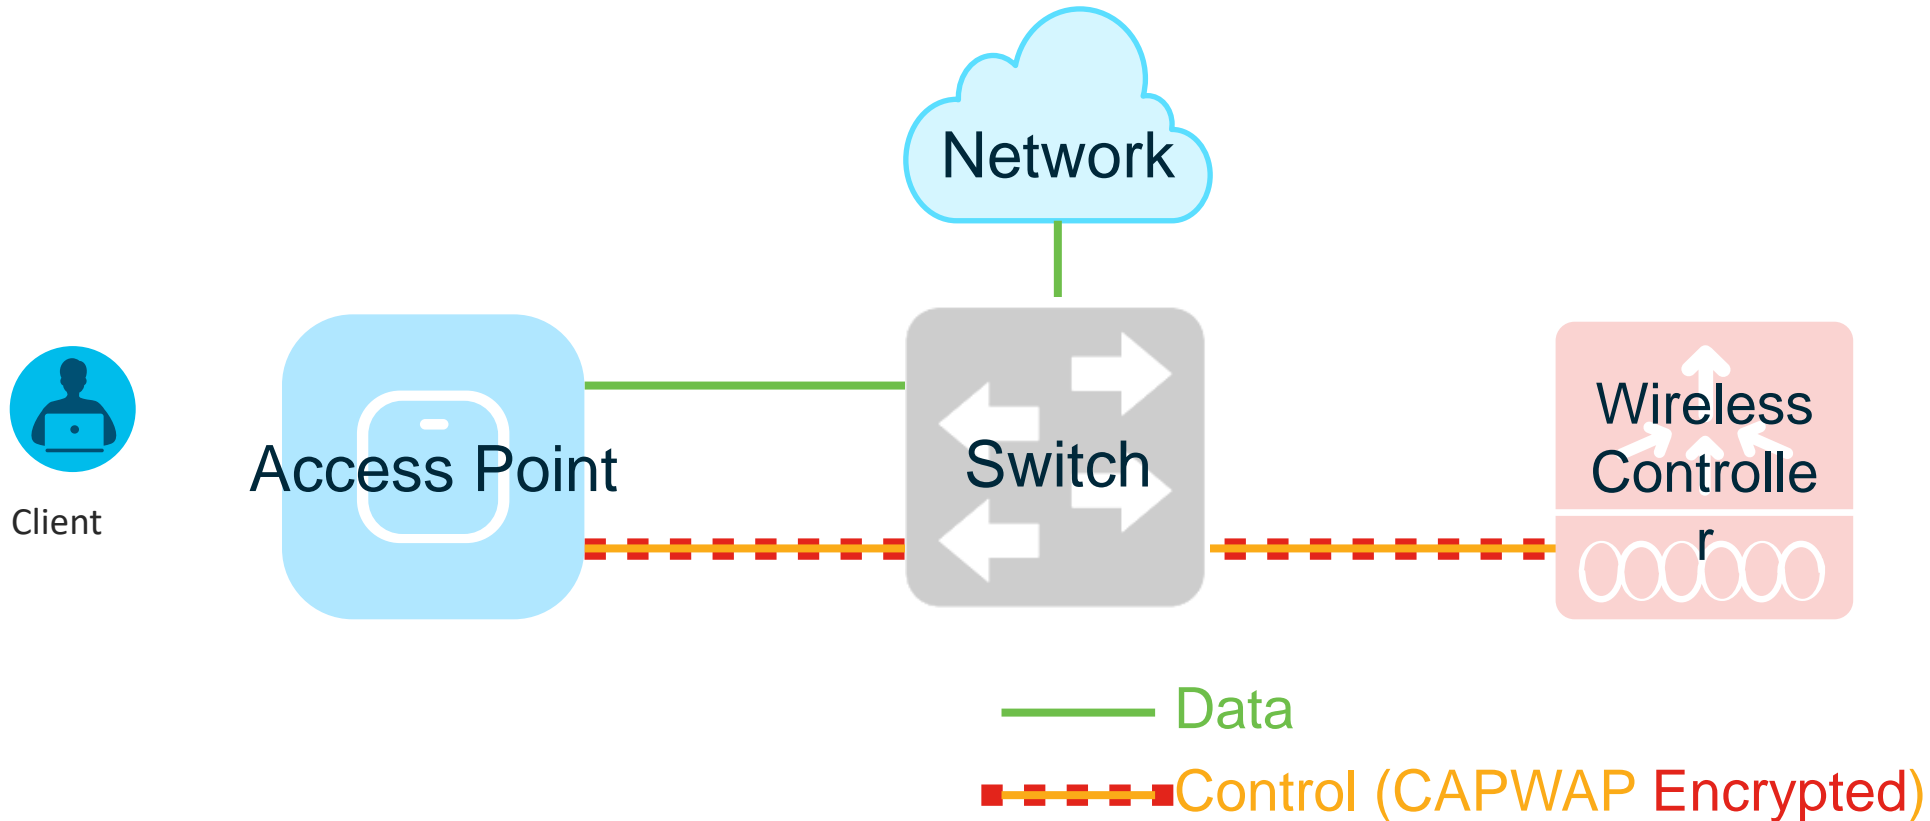 Network
Client
Access Point
Switch
Wireless
Controlle
r
Data
Control (CAPWAP Encrypted)